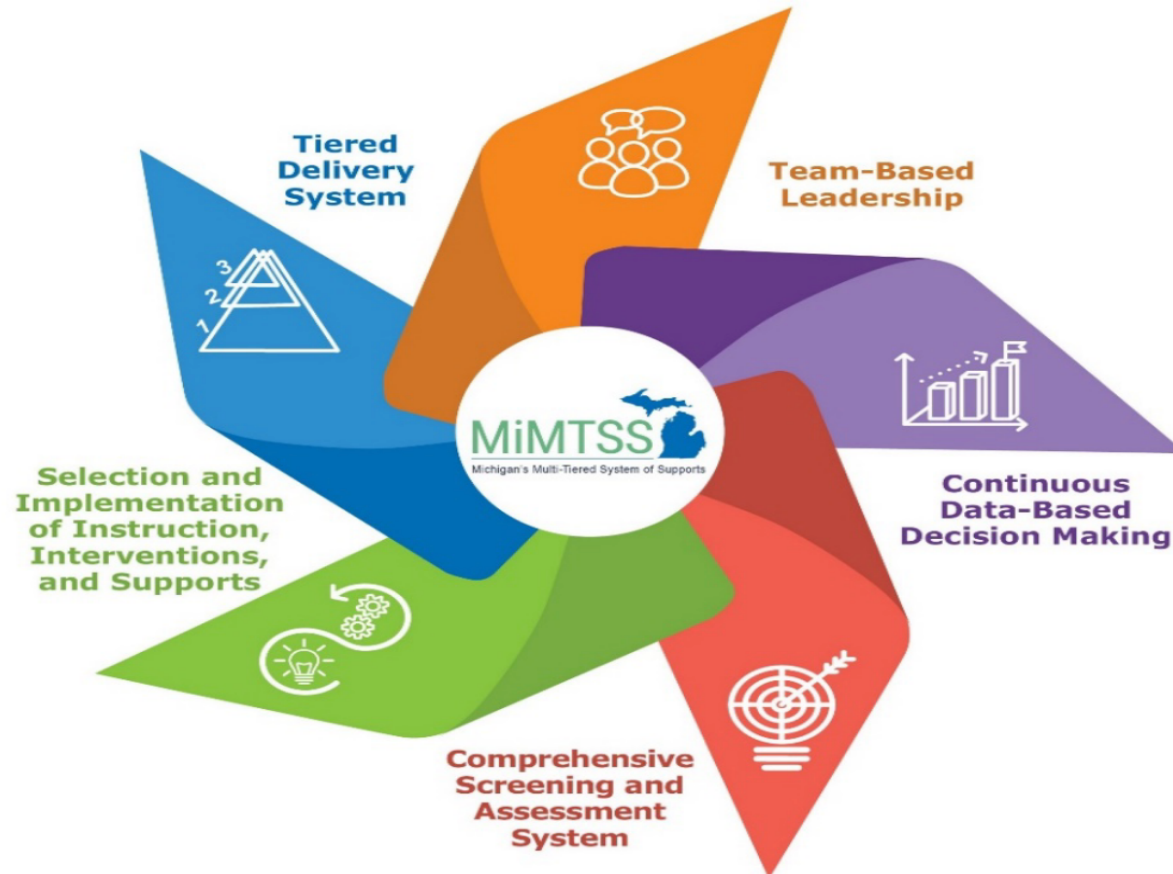 Tiered
Delivery
System
Team-Based
Leadership
3
2
1
MiMTSS
Michigan's Multi-Tiered System of Supports
Continuous
Data-Based
Decision Making
Selection and
Implementation
of Instruction,
Interventions,
and Supports
Comprehensive
Screening and
Assessment
System